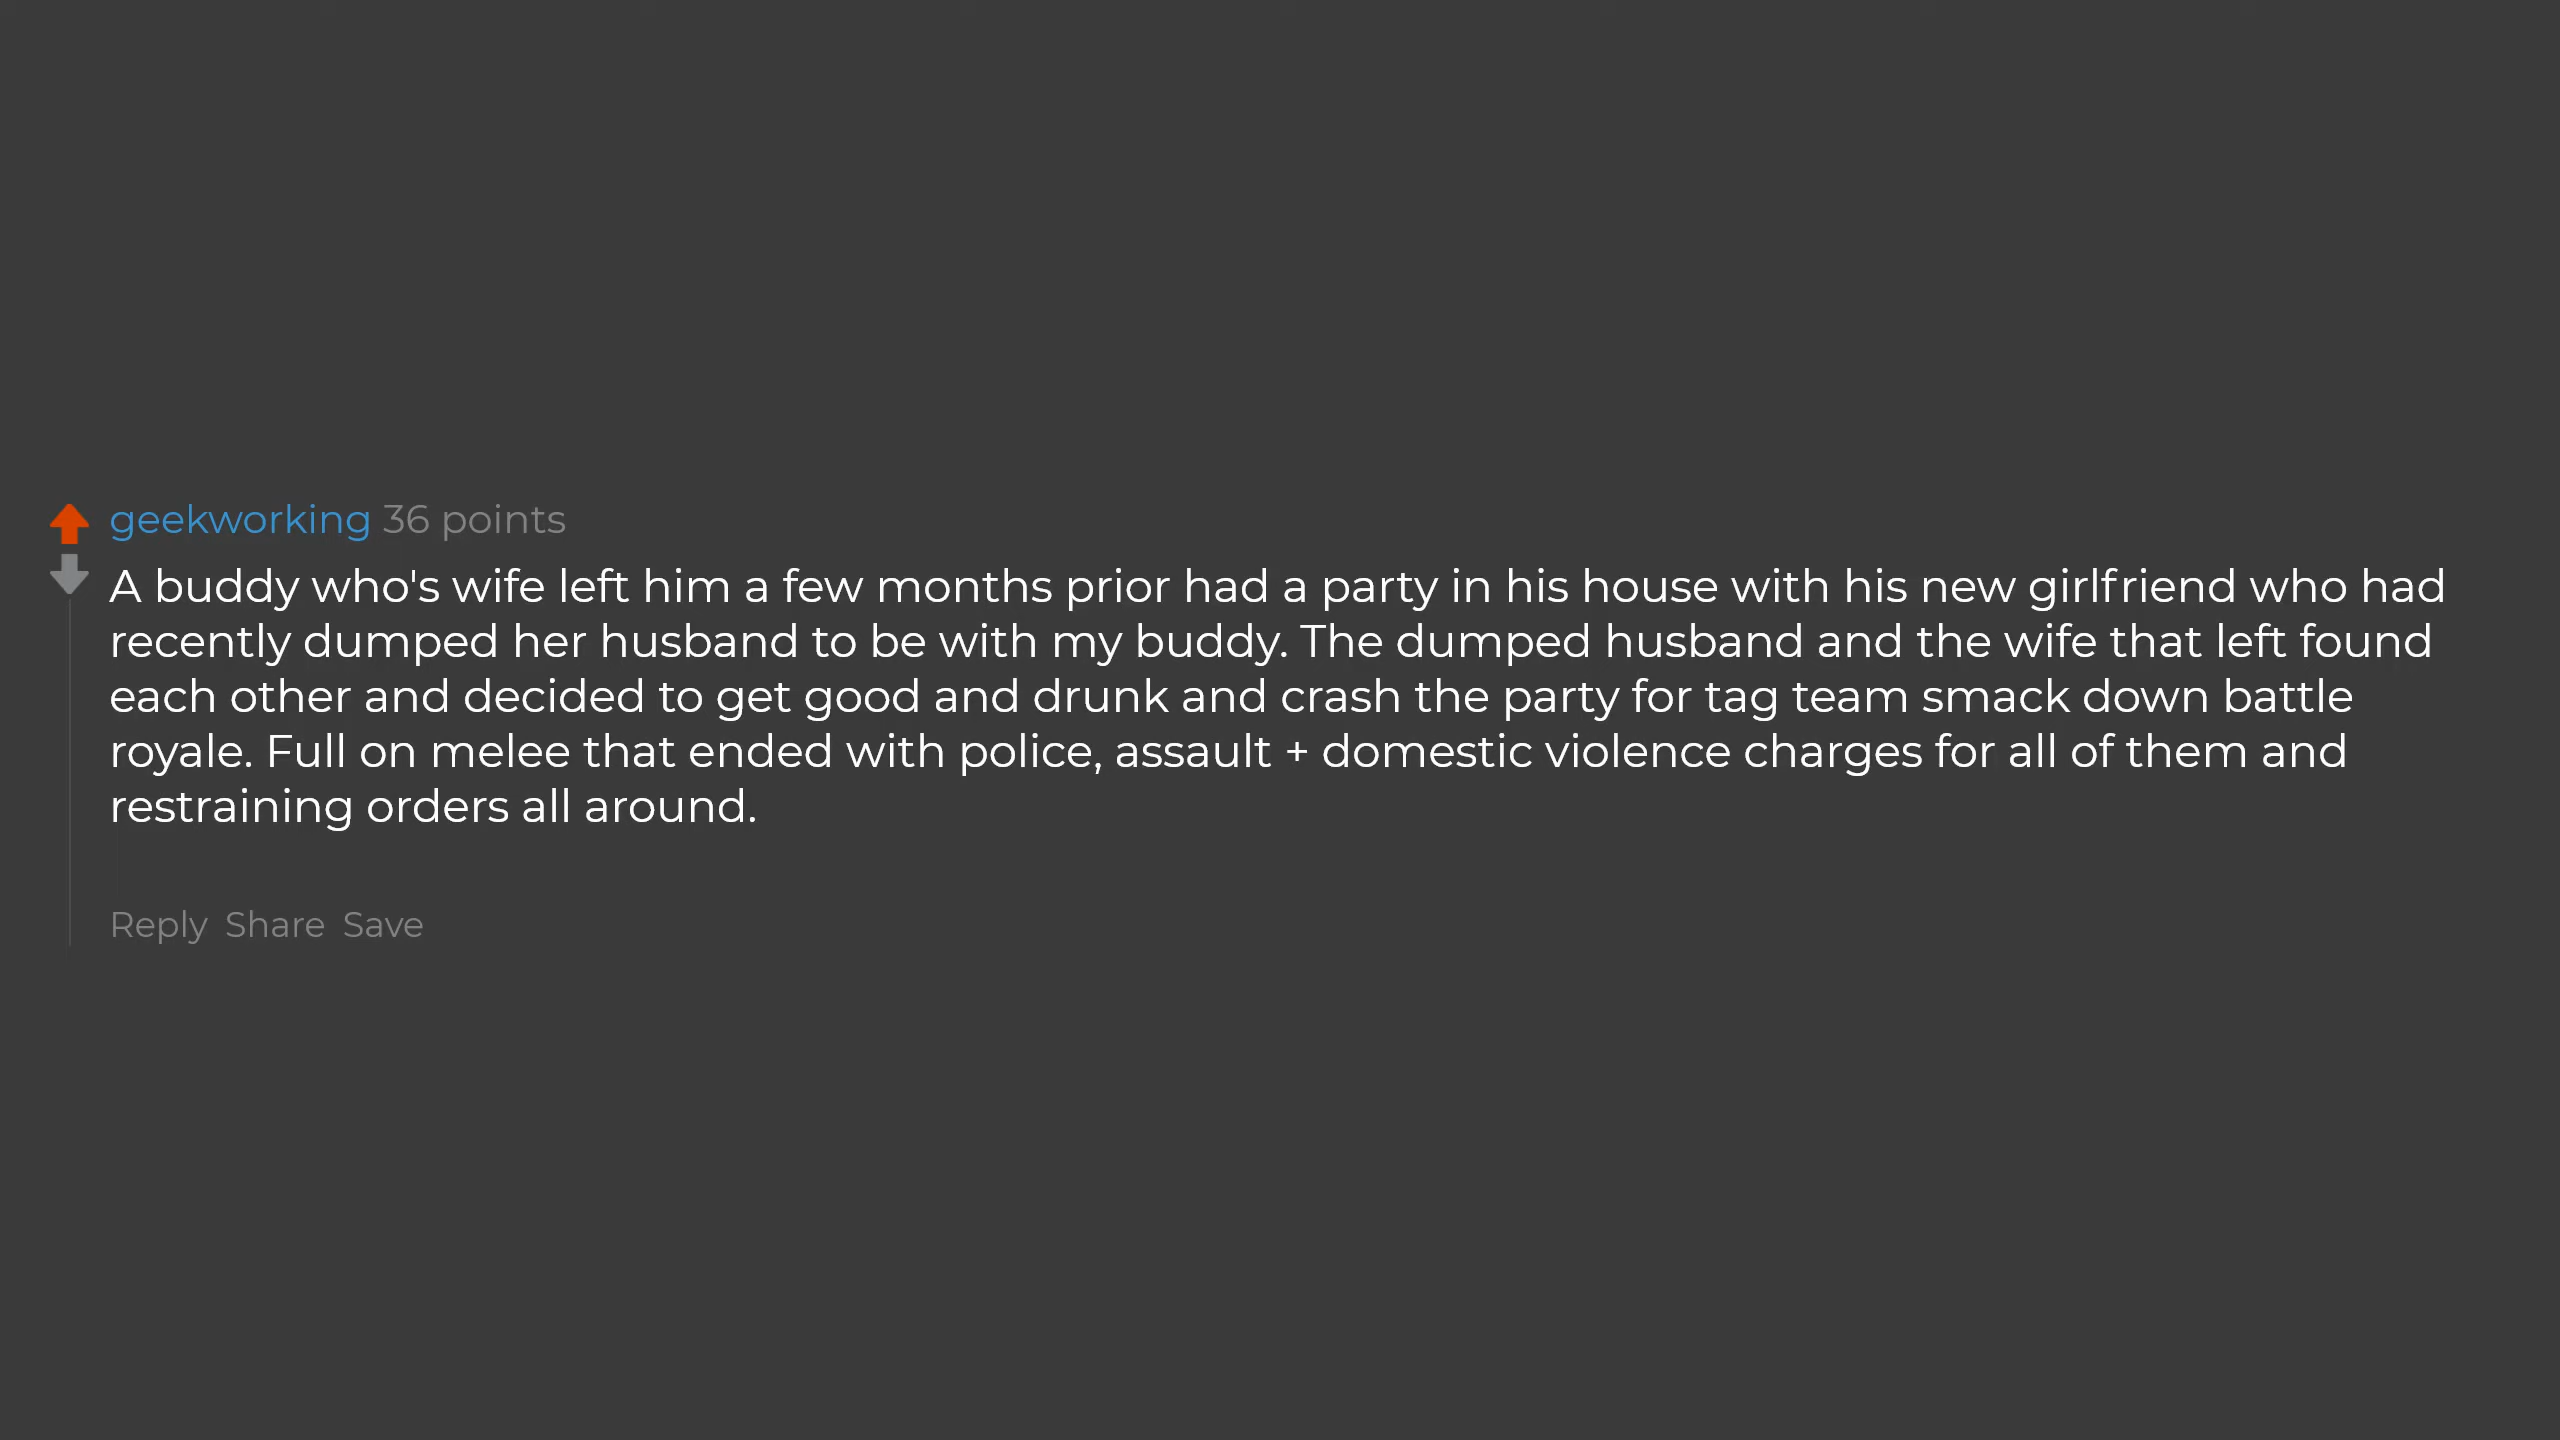 geekworking 36 points
A buddy who's wife left him a few months prior had a party in his house with his new girlfriend who had
recently dumped her husband to be with my buddy. The dumped husband and the wife that left found
each other and decided to get good and drunk and crash the party for tag team smack down battle
royale. Full on melee that ended with police, assault + domestic violence charges for all of them and
restraining orders all around.
Reply Share Save